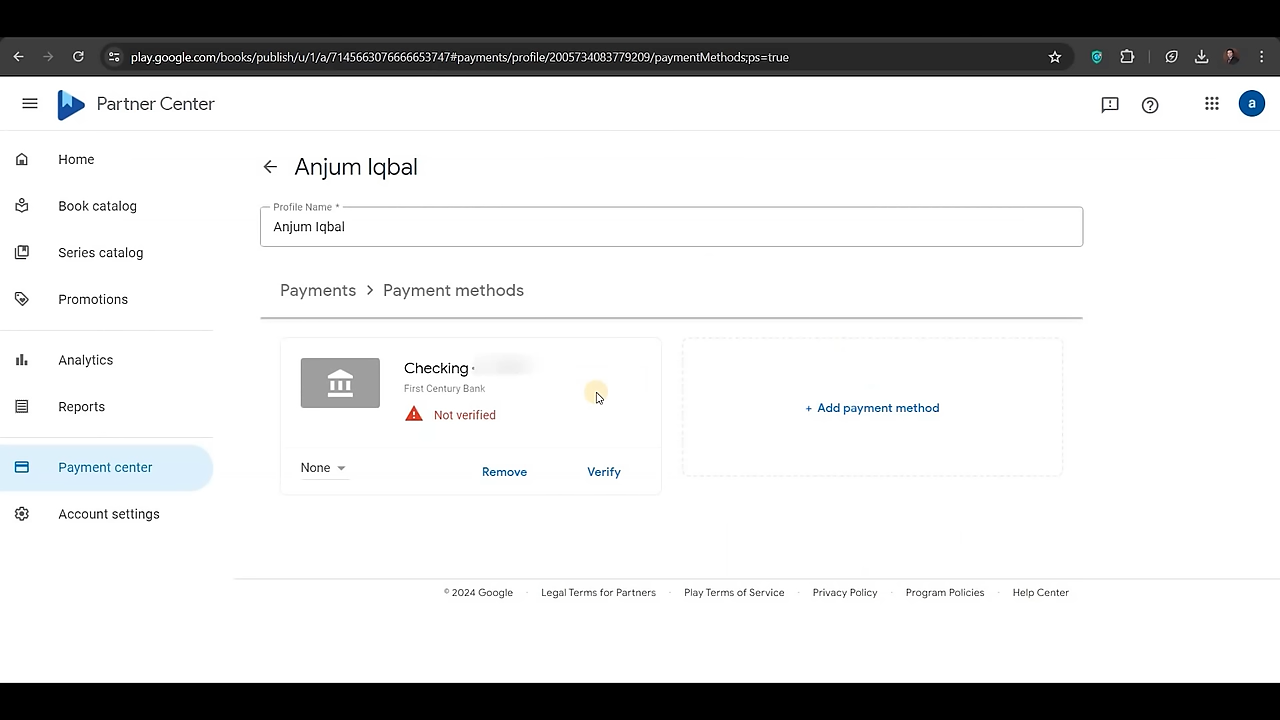 play.google.com/books/publish/u/1/a/7145663076666653747#payments/profile/2005734083779209/paymentMethods;ps=true
Partner Center
a
Home
Book catalog
Series catalog
Promotions
Analytics
Reports
Payment center
Account settings
Anjum Iqbal
Profile Name *
Anjum Iqbal
Payments > Payment methods
Checking ·
First Century Bank
Not verified
None
Remove
Verify
+ Add payment method
© 2024 Google · Legal Terms for Partners · Play Terms of Service · Privacy Policy · Program Policies · Help Center